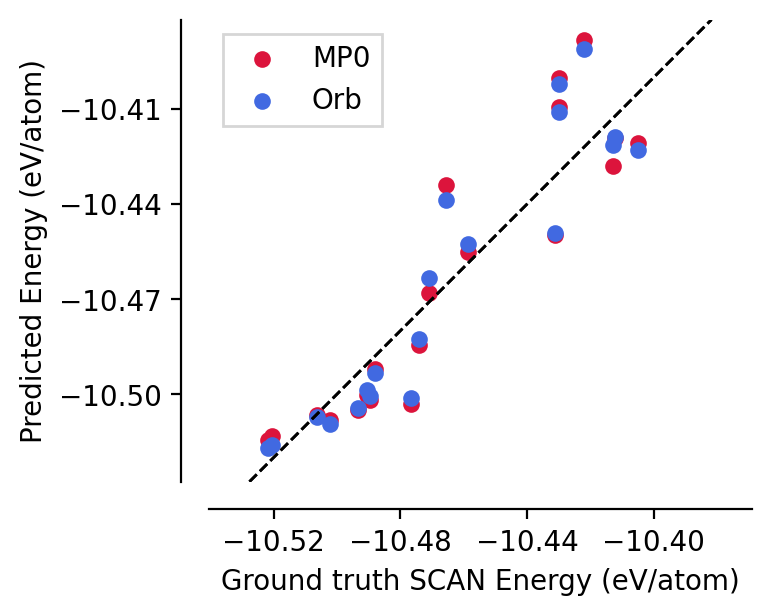 MP0
Orb
Predicted Energy (eV/atom)
−10.41
−10.44
−10.47
−10.50
−10.52 −10.48 −10.44 −10.40
Ground truth SCAN Energy (eV/atom)